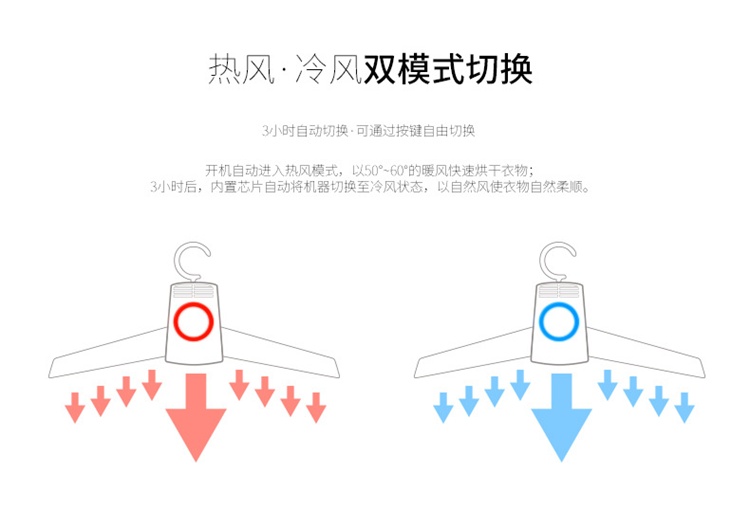 热风·冷风双模式切换
3小时自动切换·可通过按键自由切换
开机自动进入热风模式，以50°~60°的暖风快速烘干衣物；
3小时后，内置芯片自动将机器切换至冷风状态，以自然风使衣物自然柔顺。